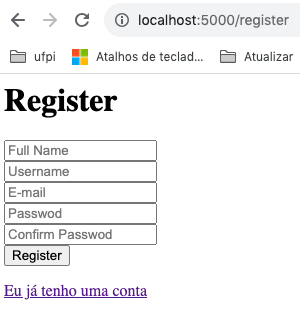 localhost:5000/register
ufpi Atalhos de teclad... Atualizar
Register
Full Name
Username
E-mail
Passwod
Confirm Passwod
Register
Eu já tenho uma conta